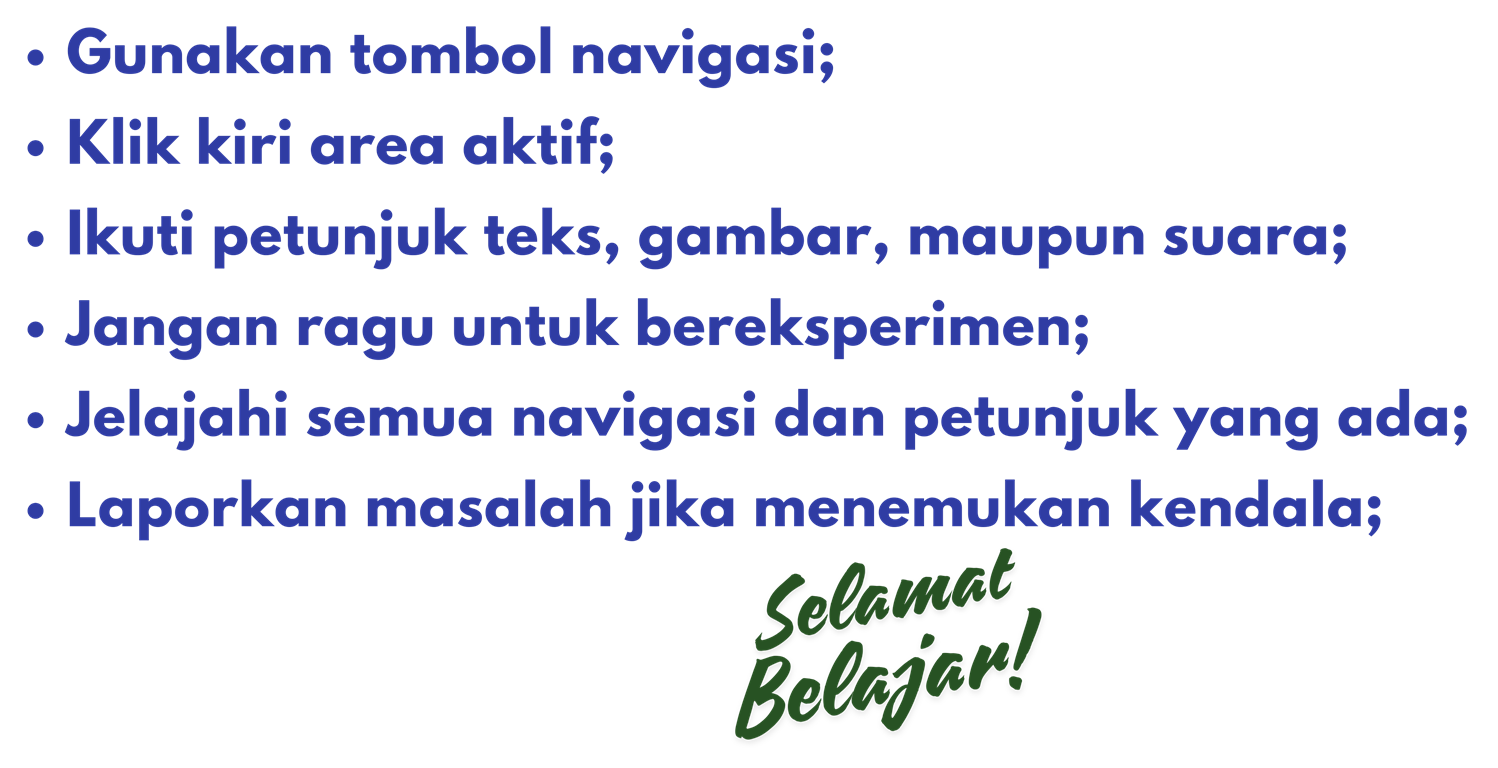 • Gunakan tombol navigasi;
• Klik kiri area aktif;
• Ikuti petunjuk teks, gambar, maupun suara;
• Jangan ragu untuk bereksperimen;
• Jelajahi semua navigasi dan petunjuk yang ada;
• Laporkan masalah jika menemukan kendala;
Selamat
Belajar!